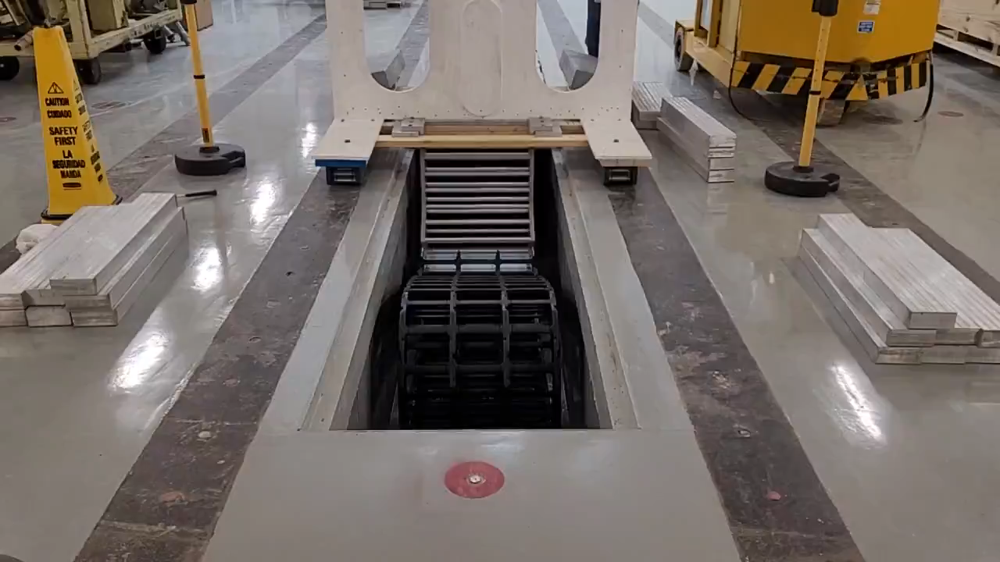 CAUTION
CUIDADO
SAFETY
FIRST
LA
SEGURIDAD
MANDA